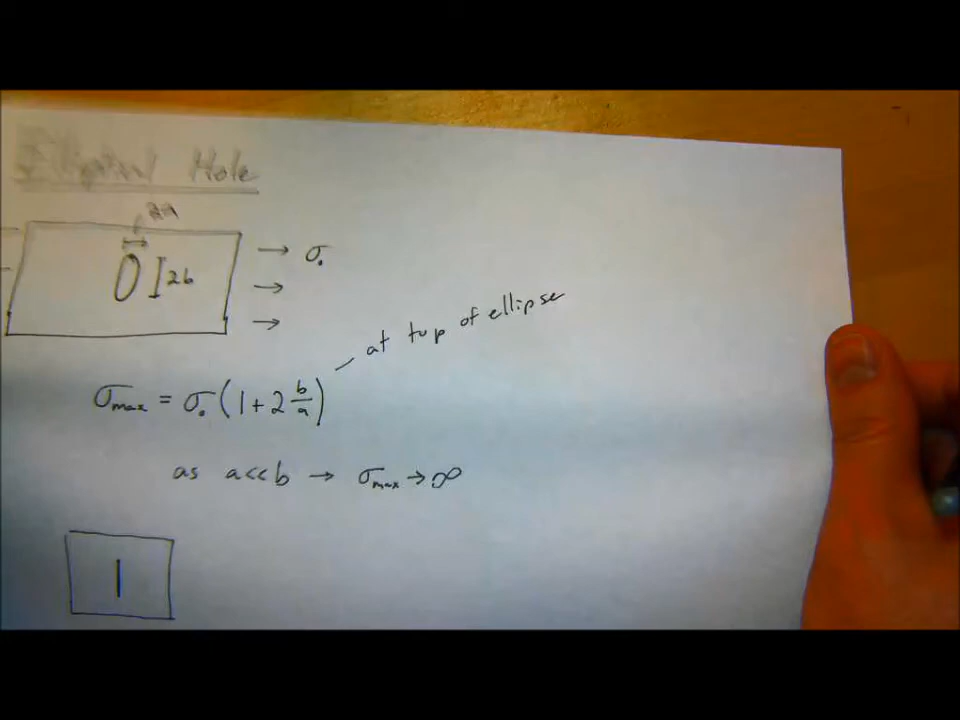 Elliptical Hole
2a
2b
→ σ₀
at top of ellipse
σmax = σ₀ (1 + 2 b/a)
as a<<b → σmax → ∞